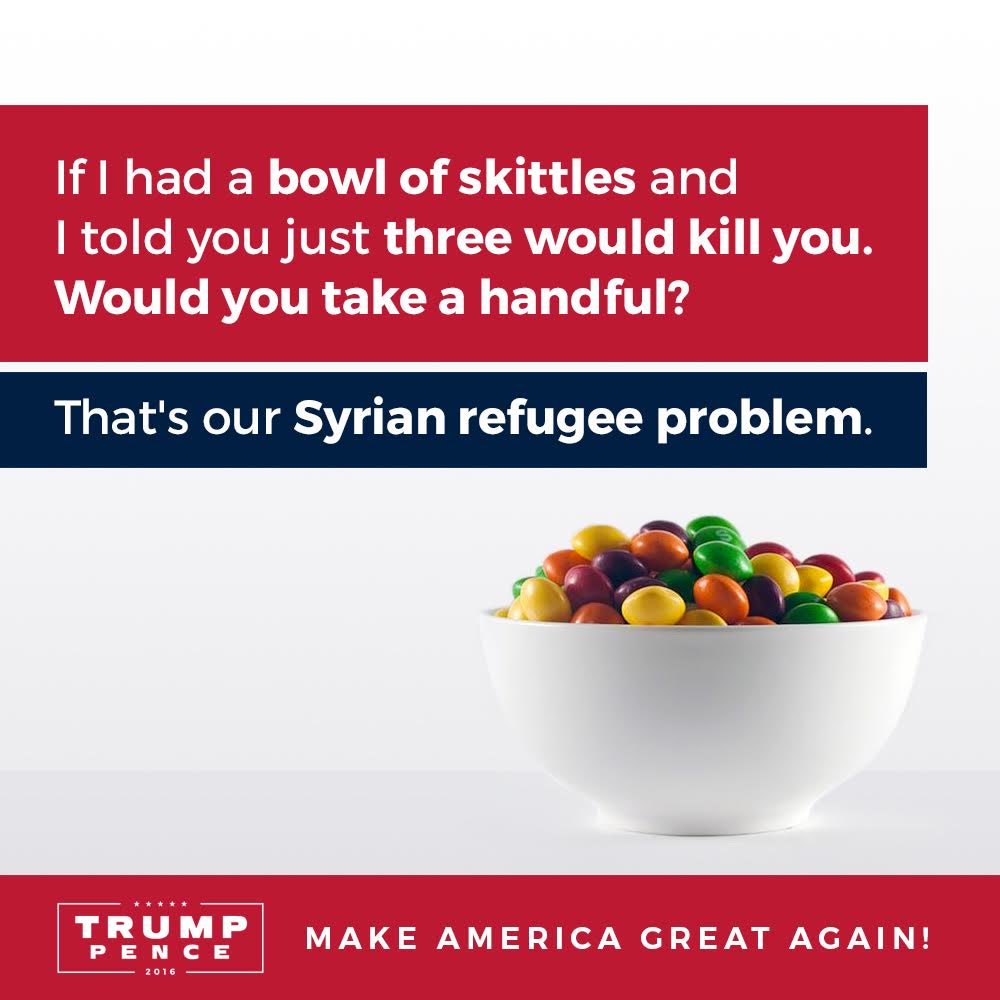 If I had a bowl of skittles and
I told you just three would kill you.
Would you take a handful?
That's our Syrian refugee problem.
TRUMP
PENCE
2016
MAKE AMERICA GREAT AGAIN!